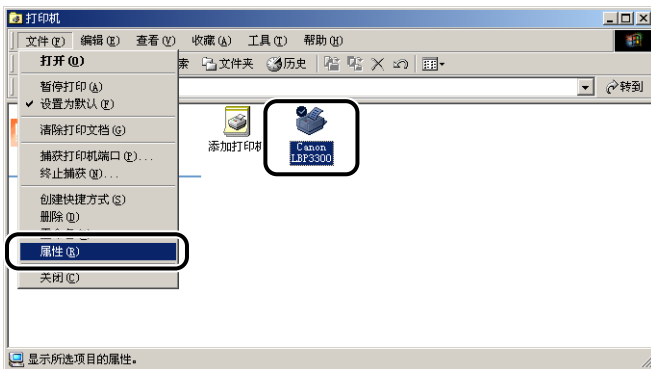 打印机
文件(F) 编辑(E) 查看(V) 收藏(A) 工具(T) 帮助(H)
打开(O)
索 文件夹 历史
暂停打印(A)
转到
设置为默认(F)
清除打印文档(G)
添加打印机
Canon
LBP3300
捕获打印机端口(P)...
终止捕获(N)...
创建快捷方式(S)
删除(D)
属性(R)
关闭(C)
显示所选项目的属性。